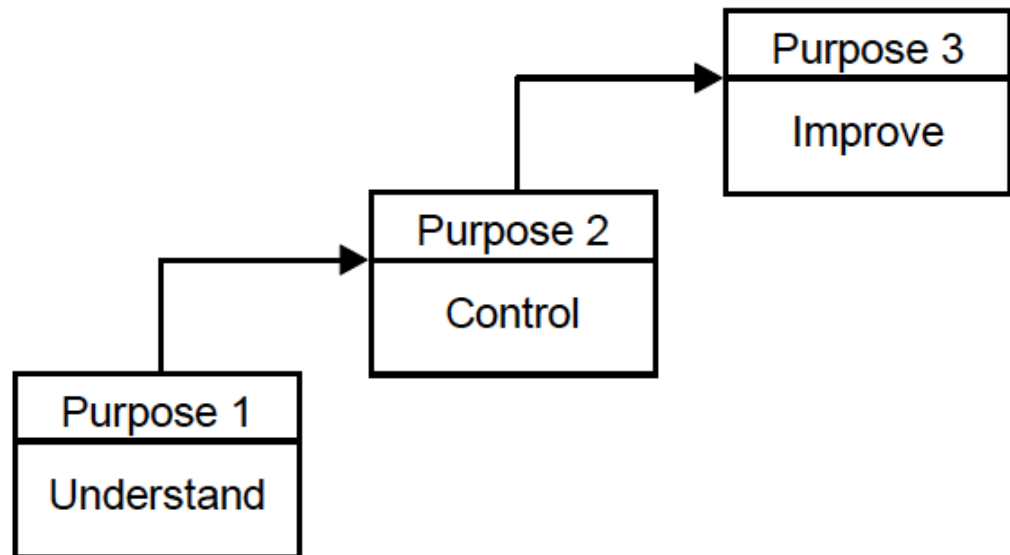 Purpose 3
Improve
Purpose 2
Control
Purpose 1
Understand